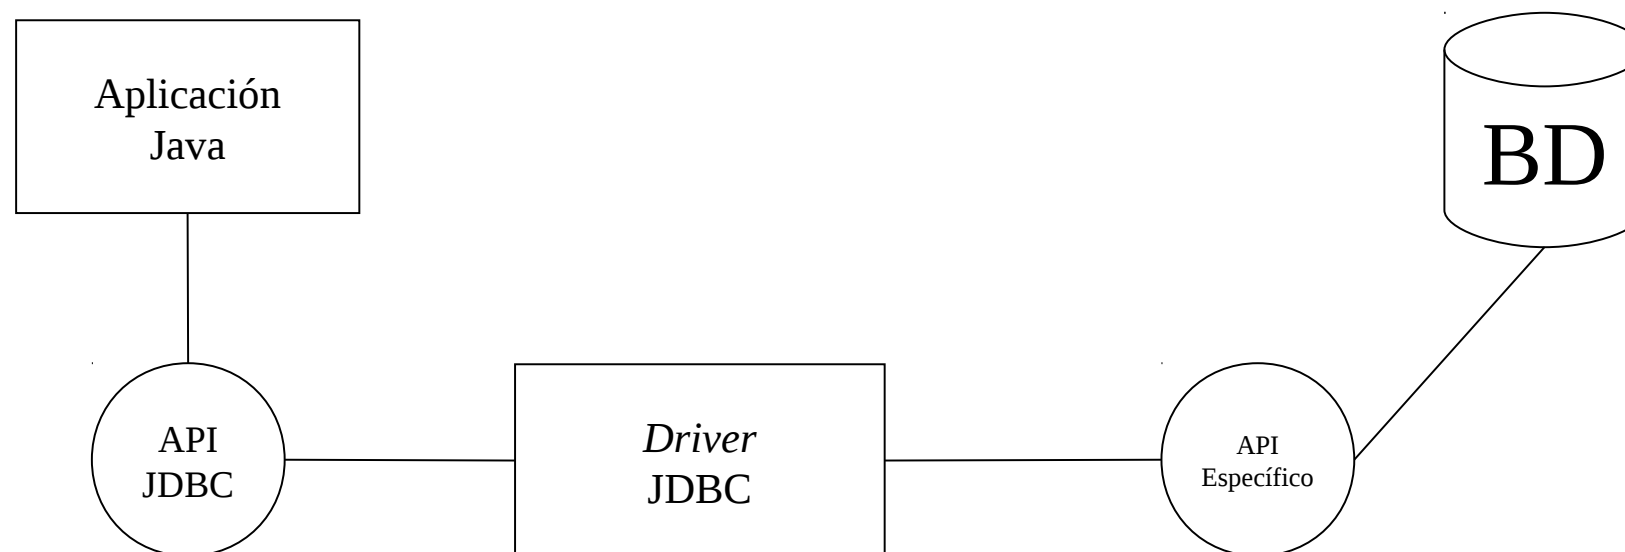 Aplicación
Java
BD
API
JDBC
Driver
JDBC
API
Específico